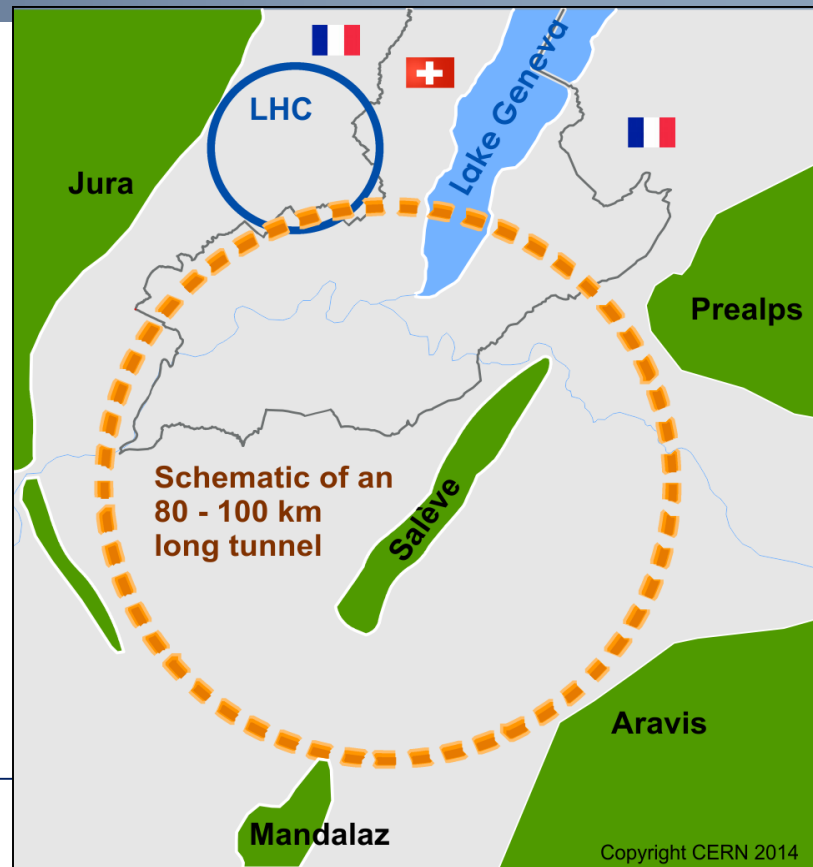 LHC
Lake Geneva
Jura
Prealps
Schematic of an
80 - 100 km
long tunnel
Salève
Aravis
Mandalaz
Copyright CERN 2014